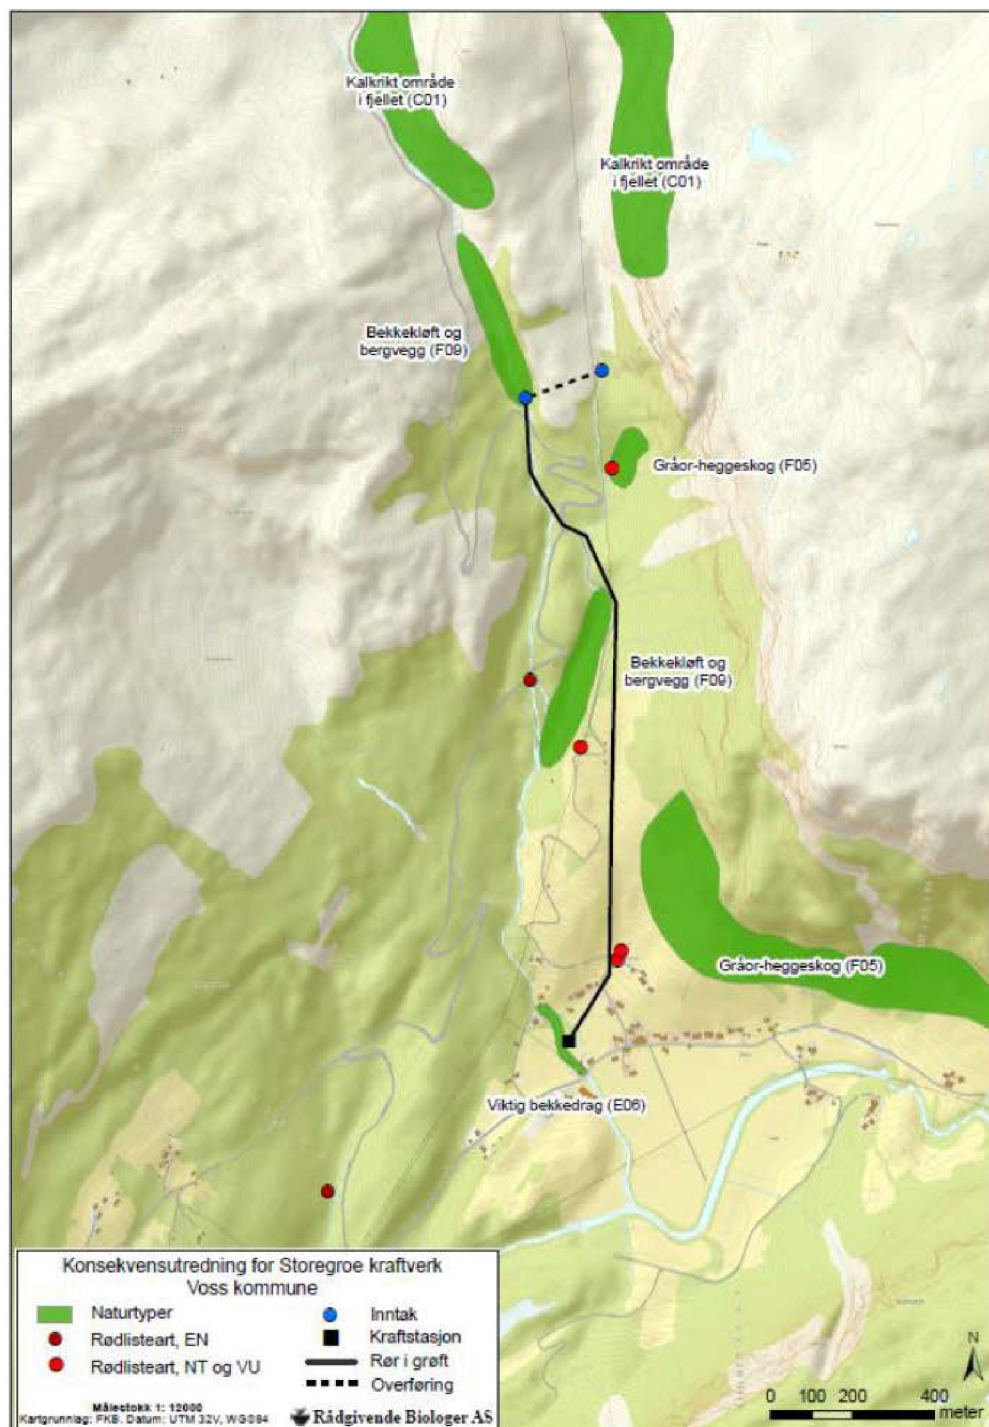 Kalkrikt område
i fjellet (C01)
Kalkrikt område
i fjellet (C01)
Bekkekløft og
bergvegg (F09)
Gråor-heggeskog (F05)
Bekkekløft og
bergvegg (F09)
Gråor-heggeskog (F05)
Viktig bekkedrag (E06)
Konsekvensutredning for Storegroe kraftverk
Voss kommune
Naturtyper
Rødlisteart, EN
Rødlisteart, NT og VU
Inntak
Kraftstasjon
Rør i grøft
Overføring
Målestokk 1: 12000
Kartgrunnlag: FKB. Datum: UTM 32V, WGS84
Rådgivende Biologer AS
N
0 100 200 400
meter